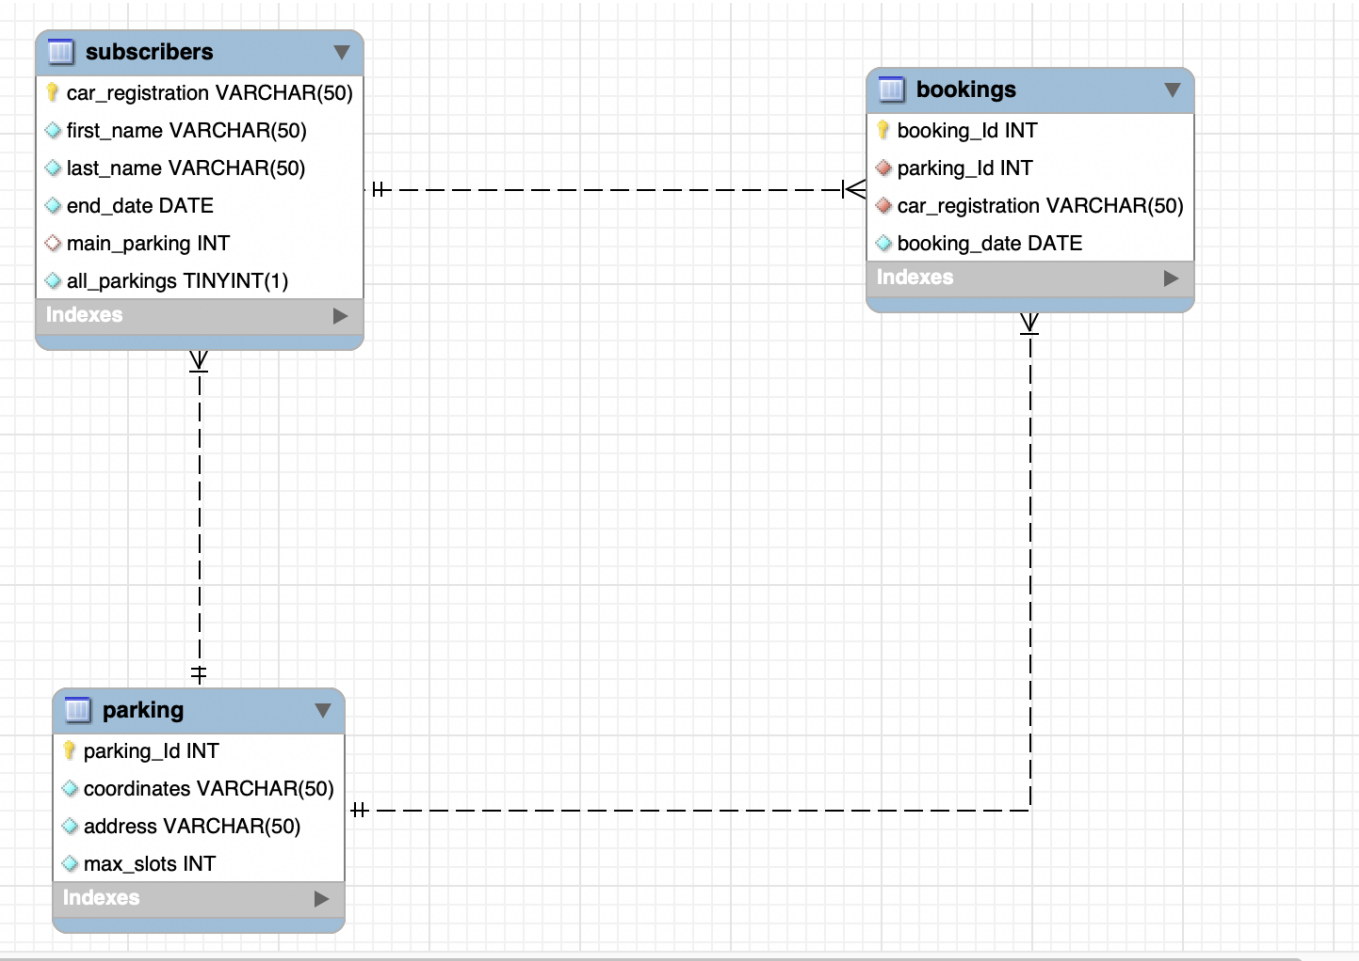 subscribers
car_registration VARCHAR(50)
first_name VARCHAR(50)
last_name VARCHAR(50)
end_date DATE
main_parking INT
all_parkings TINYINT(1)
Indexes
bookings
booking_Id INT
parking_Id INT
car_registration VARCHAR(50)
booking_date DATE
Indexes
parking
parking_Id INT
coordinates VARCHAR(50)
address VARCHAR(50)
max_slots INT
Indexes